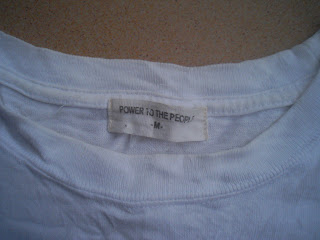 POWER TO THE PEOPLE
-M-